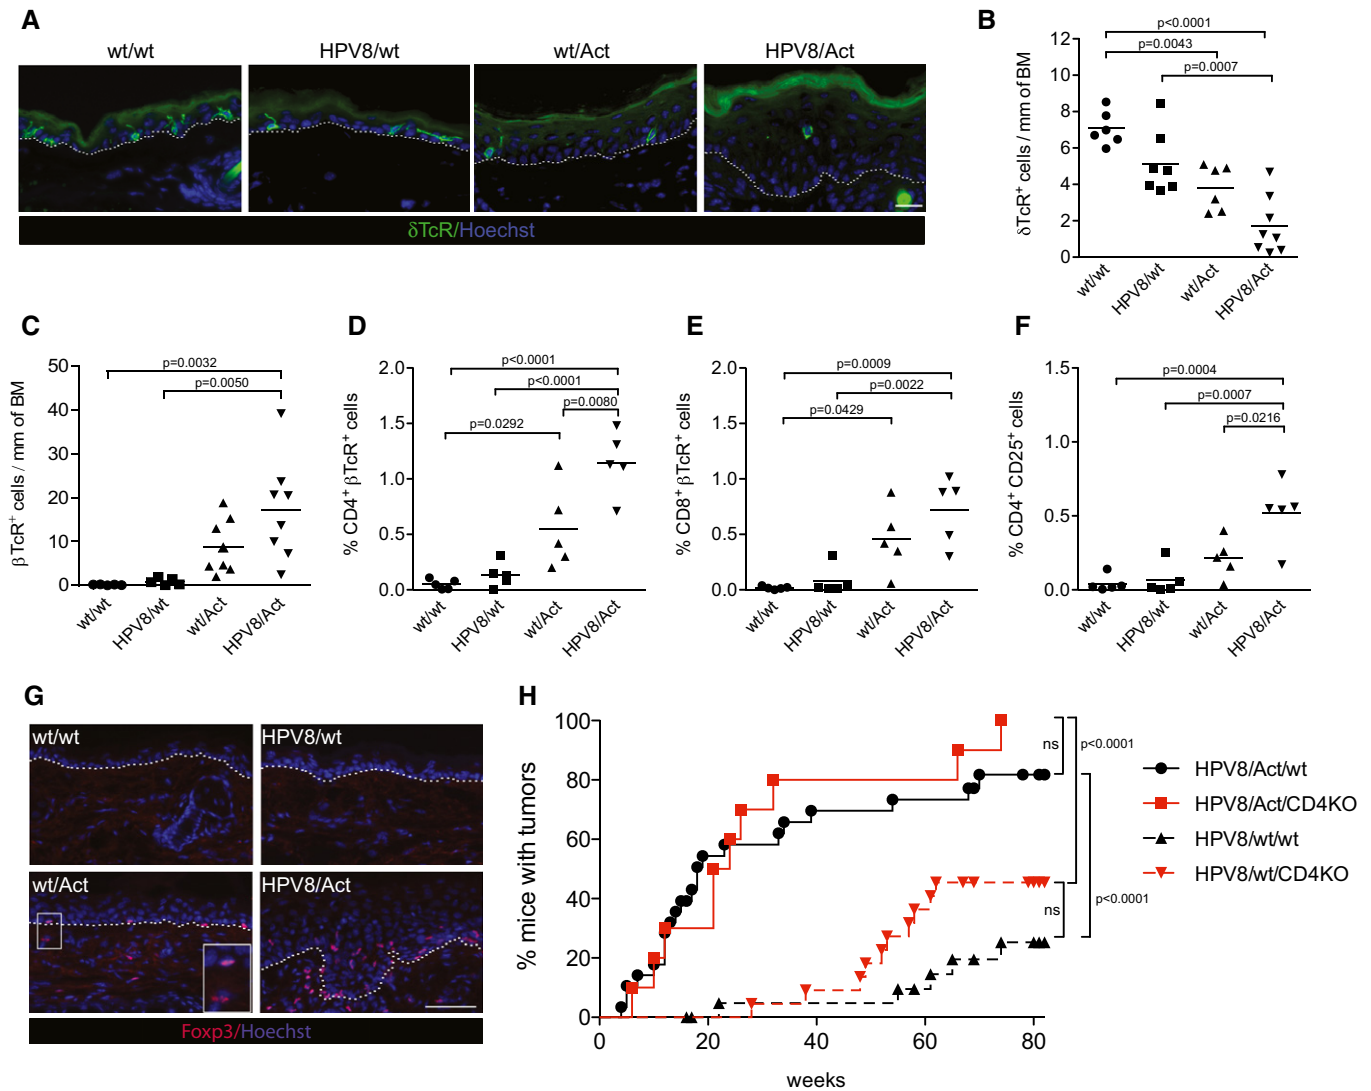 A
wt/wt
HPV8/wt
wt/Act
HPV8/Act
δTcR/Hoechst
B
p<0.0001
p=0.0043
p=0.0007
δTcR+ cells / mm of BM
12
10
8
6
4
2
0
wt/wt
HPV8/wt
wt/Act
HPV8/Act
C
p=0.0032
p=0.0050
βTcR+ cells / mm of BM
50
40
30
20
10
0
wt/wt
HPV8/wt
wt/Act
HPV8/Act
D
p<0.0001
p<0.0001
p=0.0080
p=0.0292
% CD4+ βTcR+ cells
2.0
1.5
1.0
0.5
0.0
wt/wt
HPV8/wt
wt/Act
HPV8/Act
E
p=0.0009
p=0.0022
p=0.0429
% CD8+ βTcR+ cells
2.0
1.5
1.0
0.5
0.0
wt/wt
HPV8/wt
wt/Act
HPV8/Act
F
p=0.0004
p=0.0007
p=0.0216
% CD4+ CD25+ cells
1.5
1.0
0.5
0.0
wt/wt
HPV8/wt
wt/Act
HPV8/Act
G
wt/wt
HPV8/wt
wt/Act
HPV8/Act
Foxp3/Hoechst
H
% mice with tumors
100
80
60
40
20
0
0
20
40
60
80
weeks
ns
p<0.0001
ns
p<0.0001
HPV8/Act/wt
HPV8/Act/CD4KO
HPV8/wt/wt
HPV8/wt/CD4KO